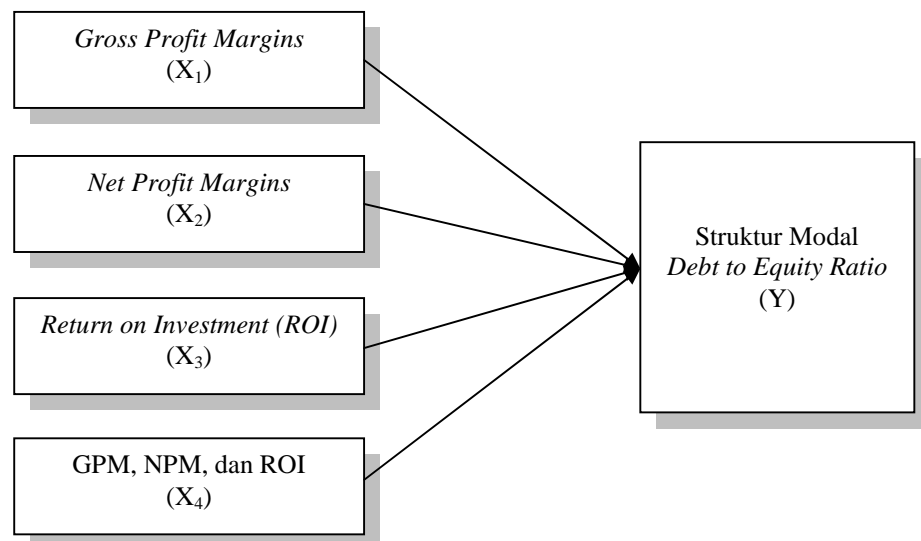 Gross Profit Margins
(X₁)
Net Profit Margins
(X₂)
Return on Investment (ROI)
(X₃)
GPM, NPM, dan ROI
(X₄)
Struktur Modal
Debt to Equity Ratio
(Y)